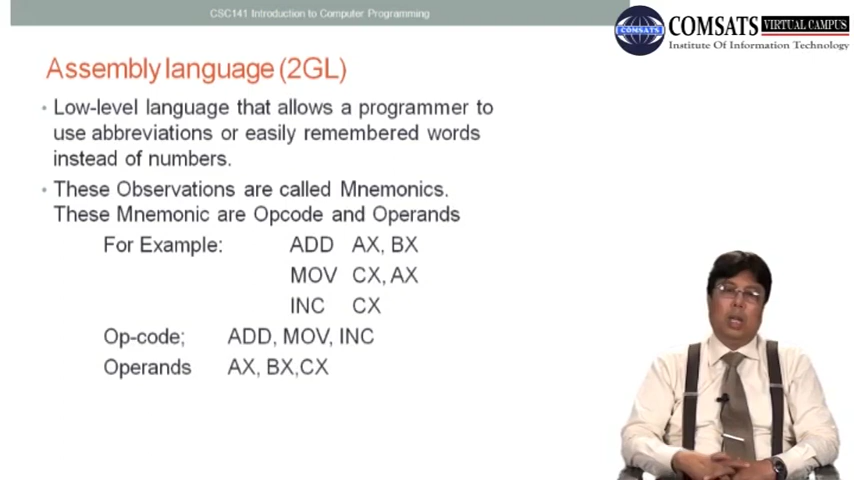 CSC141 Introduction to Computer Programming
COMSATS
COMSATS VIRTUAL CAMPUS
Institute Of Information Technology
Assembly language (2GL)
• Low-level language that allows a programmer to
use abbreviations or easily remembered words
instead of numbers.
• These Observations are called Mnemonics.
These Mnemonic are Opcode and Operands
For Example: ADD AX, BX
MOV CX, AX
INC CX
Op-code; ADD, MOV, INC
Operands AX, BX,CX